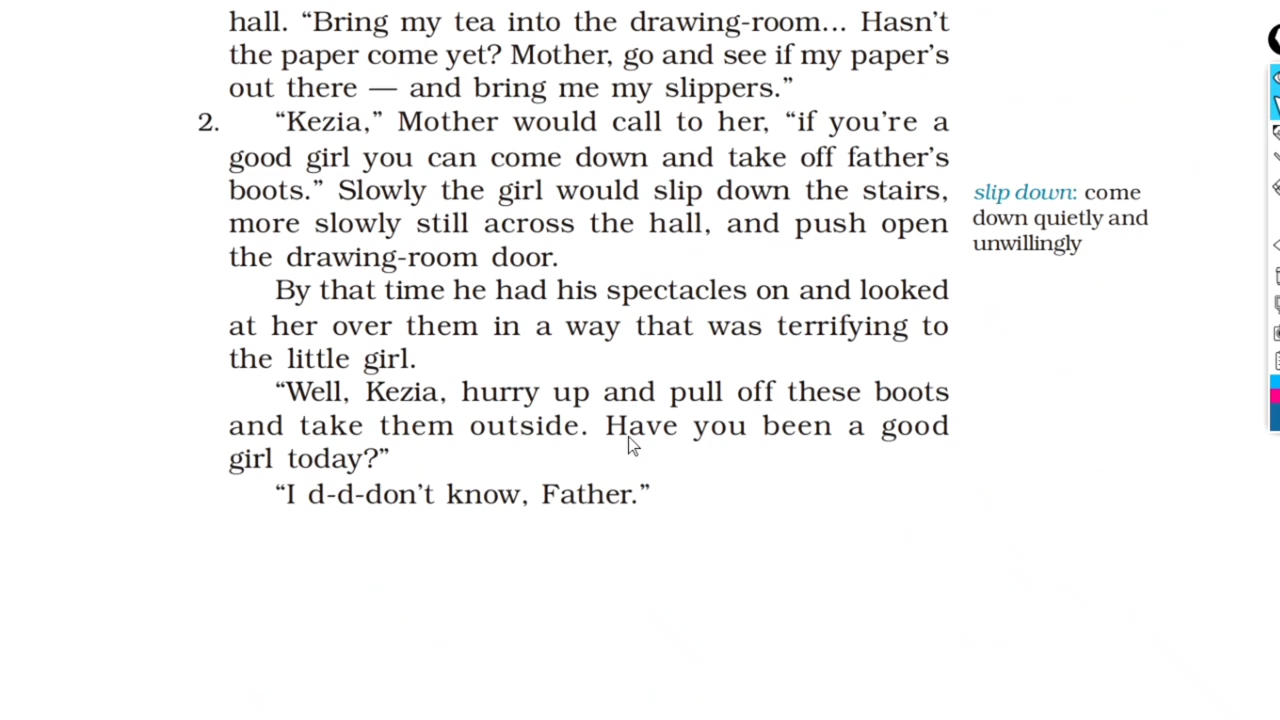 hall. “Bring my tea into the drawing-room... Hasn’t
the paper come yet? Mother, go and see if my paper’s
out there — and bring me my slippers.”
2. “Kezia,” Mother would call to her, “if you’re a
good girl you can come down and take off father’s
boots.” Slowly the girl would slip down the stairs,
more slowly still across the hall, and push open
the drawing-room door.
By that time he had his spectacles on and looked
at her over them in a way that was terrifying to
the little girl.
“Well, Kezia, hurry up and pull off these boots
and take them outside. Have you been a good
girl today?”
“I d-d-don’t know, Father.”
slip down: come
down quietly and
unwillingly